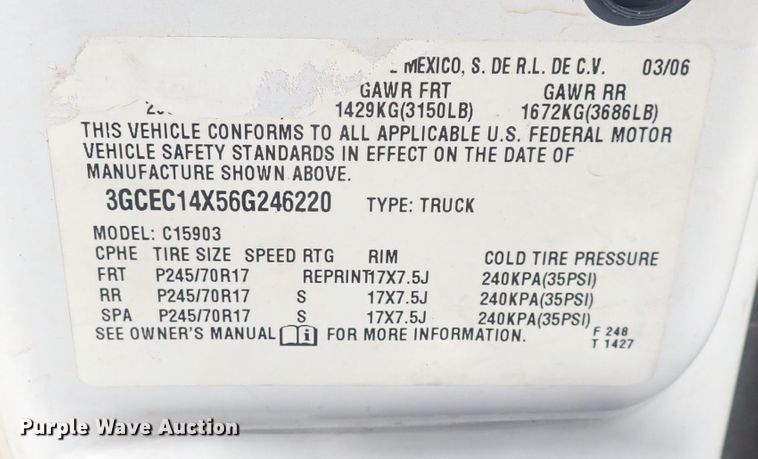 MEXICO, S. DE R.L. DE C.V. 03/06
GAWR FRT GAWR RR
1429KG(3150LB) 1672KG(3686LB)
THIS VEHICLE CONFORMS TO ALL APPLICABLE U.S. FEDERAL MOTOR
VEHICLE SAFETY STANDARDS IN EFFECT ON THE DATE OF
MANUFACTURE SHOWN ABOVE.
3GCEC14X56G246220 TYPE: TRUCK
MODEL: C15903
CPHE TIRE SIZE SPEED RTG RIM COLD TIRE PRESSURE
FRT P245/70R17 REPRINT 17X7.5J 240KPA(35PSI)
RR P245/70R17 S 17X7.5J 240KPA(35PSI)
SPA P245/70R17 S 17X7.5J 240KPA(35PSI)
SEE OWNER'S MANUAL i FOR MORE INFORMATION. F 248
T 1427
Purple Wave Auction